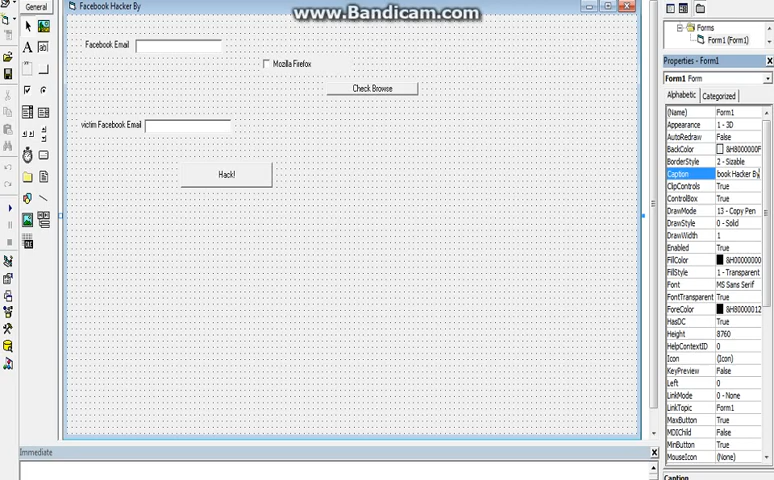 www.Bandicam.com
Facebook Hacker By
General
Facebook Email
Mozilla Firefox
Check Browse
victim Facebook Email
Hack!
Immediate
Forms
Form1 (Form1)
Properties - Form1
Form1 Form
Alphabetic Categorized
(Name) Form1
Appearance 1 - 3D
AutoRedraw False
BackColor &H8000000F
BorderStyle 2 - Sizable
Caption book Hacker By
ClipControls True
ControlBox True
DrawMode 13 - Copy Pen
DrawStyle 0 - Solid
DrawWidth 1
Enabled True
FillColor &H00000000
FillStyle 1 - Transparent
Font MS Sans Serif
FontTransparent True
ForeColor &H80000012
HasDC True
Height 8760
HelpContextID 0
Icon (Icon)
KeyPreview False
Left 0
LinkMode 0 - None
LinkTopic Form1
MaxButton True
MDIChild False
MinButton True
MouseIcon (None)
Caption